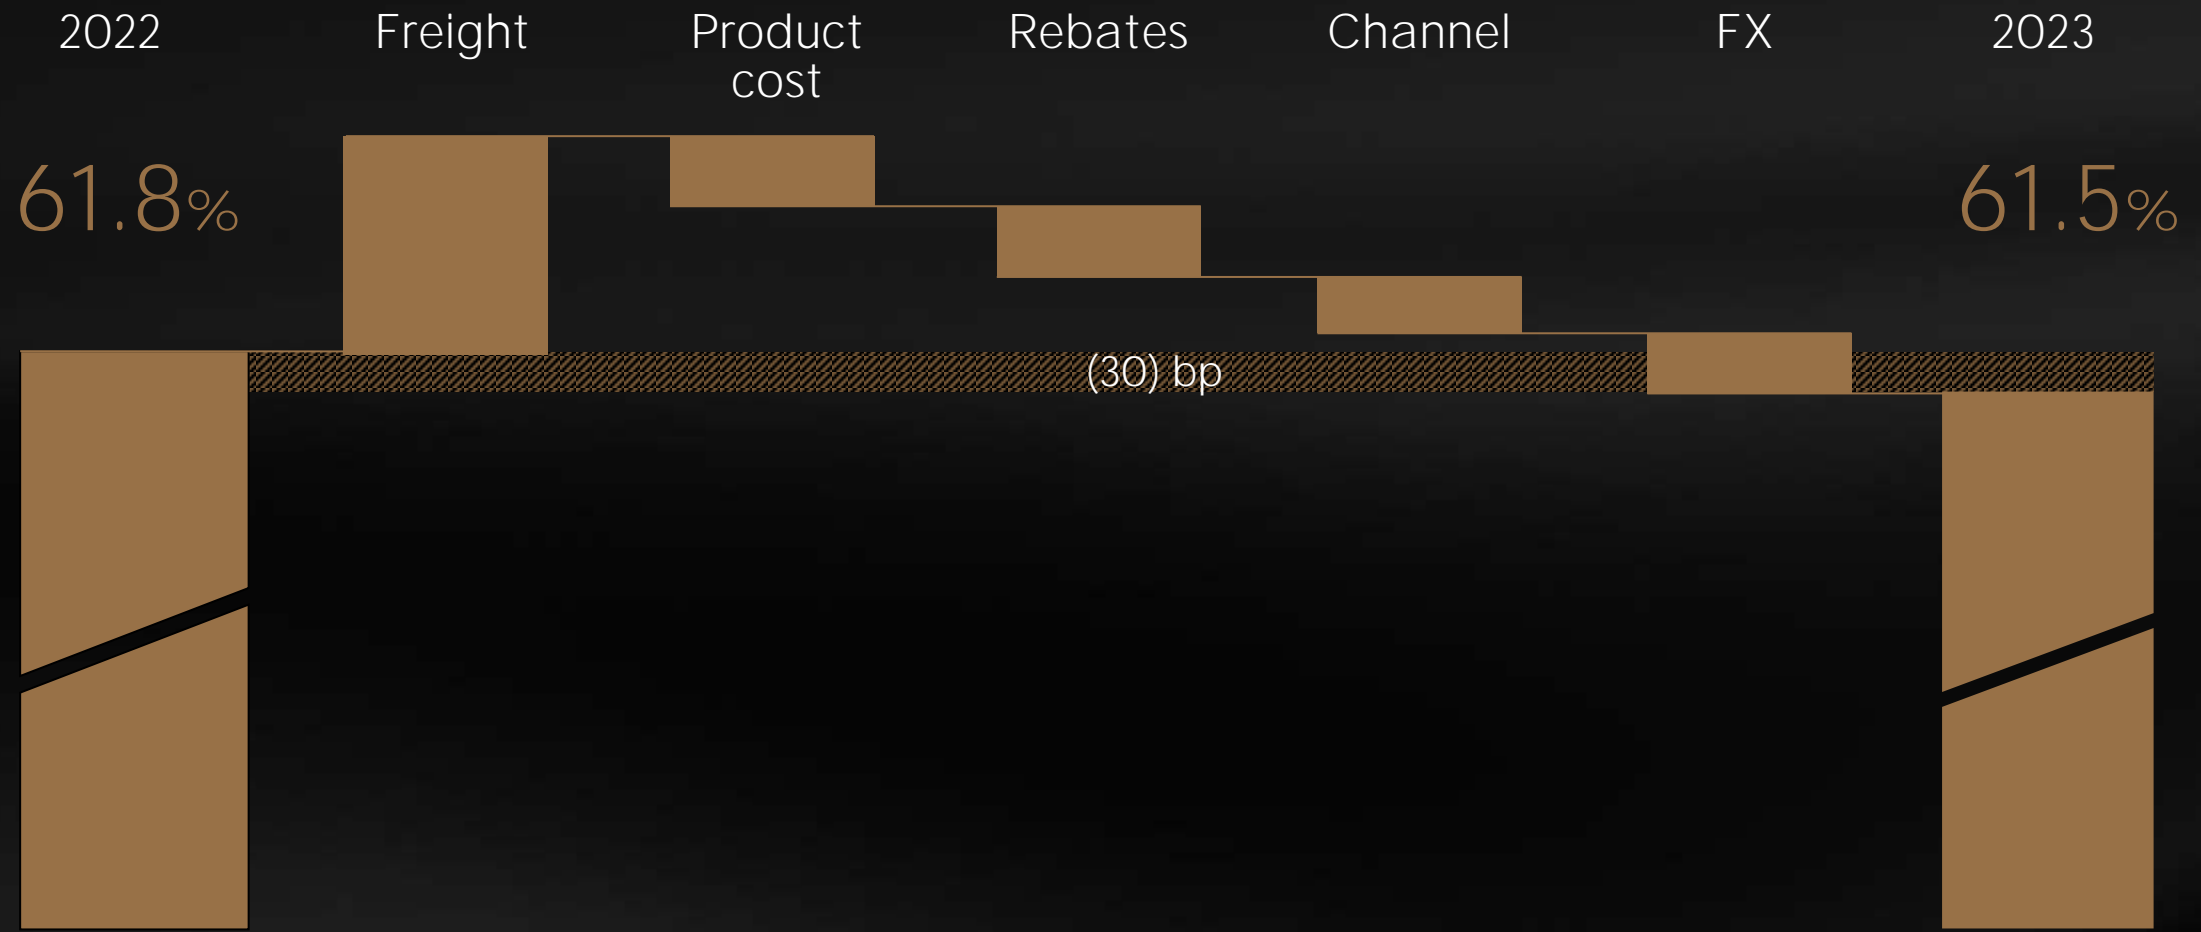 2022
Freight
Product
cost
Rebates
Channel
FX
2023
61.8%
61.5%
(30) bp